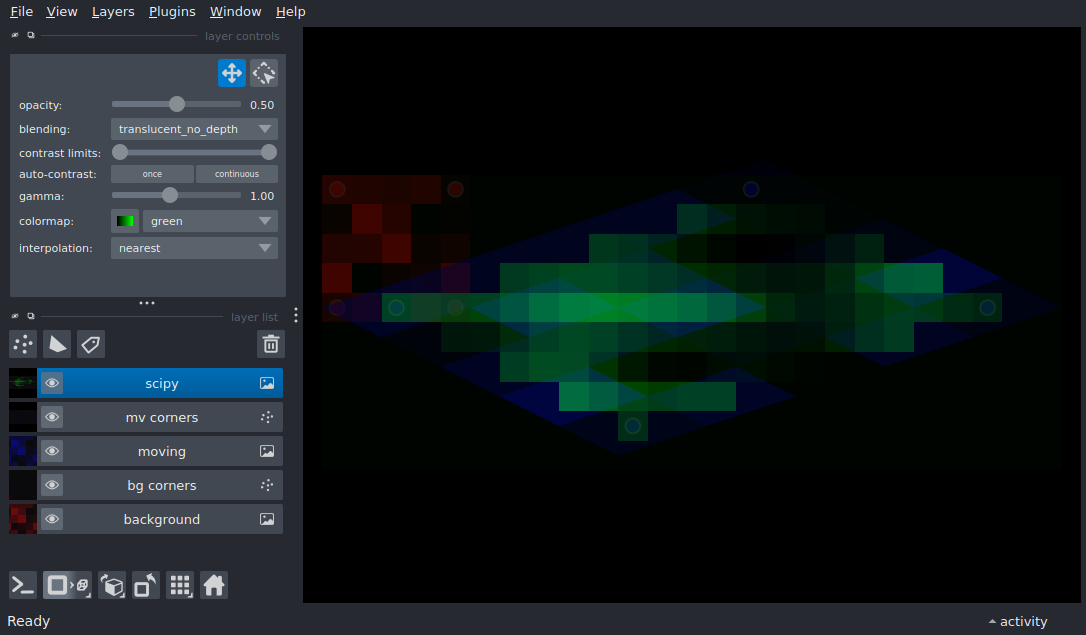 File View Layers Plugins Window Help
layer controls
opacity: 0.50
blending: translucent_no_depth
contrast limits:
auto-contrast: once continuous
gamma: 1.00
colormap: green
interpolation: nearest
layer list
scipy
mv corners
moving
bg corners
background
Ready
activity